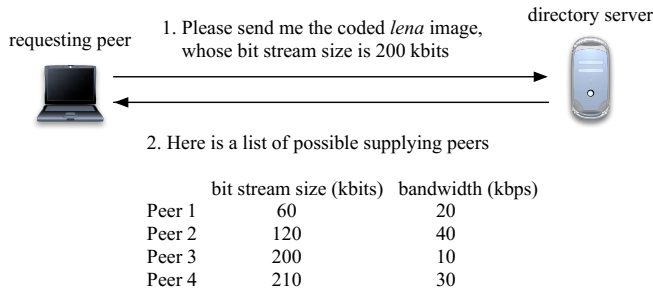 directory server
requesting peer
1. Please send me the coded lena image,
whose bit stream size is 200 kbits
2. Here is a list of possible supplying peers
bit stream size (kbits) bandwidth (kbps)
Peer 1 60 20
Peer 2 120 40
Peer 3 200 10
Peer 4 210 30